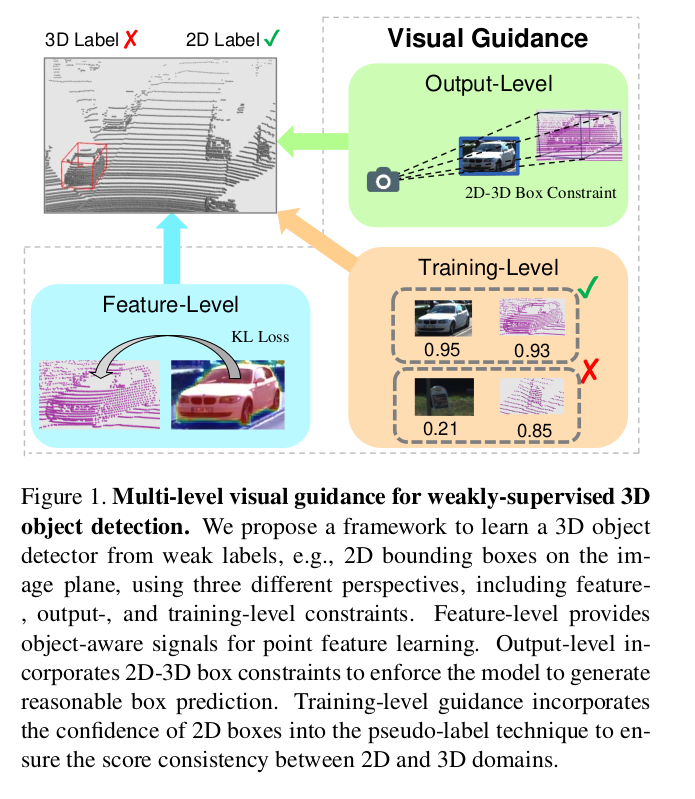 3D Label ✗ 2D Label ✓
Visual Guidance
Output-Level
2D-3D Box Constraint
Training-Level
0.95 0.93
0.21 0.85
Feature-Level
KL Loss
Figure 1. Multi-level visual guidance for weakly-supervised 3D
object detection. We propose a framework to learn a 3D object
detector from weak labels, e.g., 2D bounding boxes on the im-
age plane, using three different perspectives, including feature-
, output-, and training-level constraints. Feature-level provides
object-aware signals for point feature learning. Output-level in-
corporates 2D-3D box constraints to enforce the model to generate
reasonable box prediction. Training-level guidance incorporates
the confidence of 2D boxes into the pseudo-label technique to en-
sure the score consistency between 2D and 3D domains.